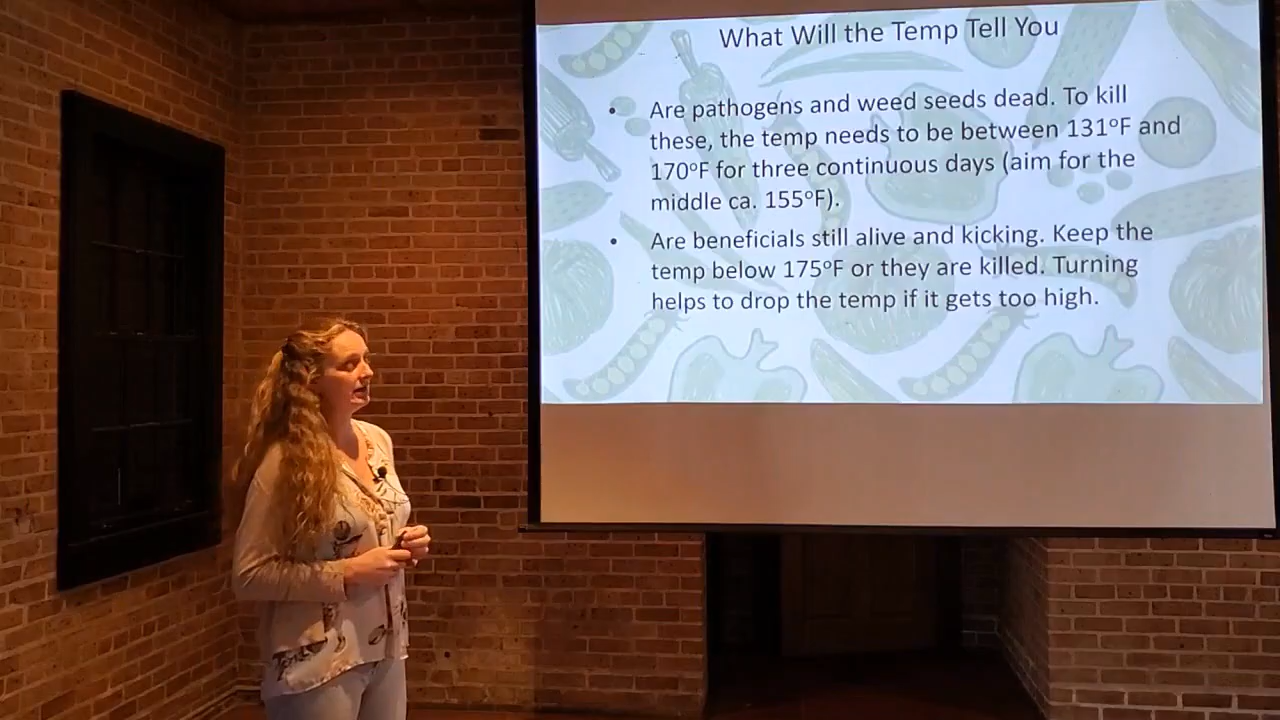 What Will the Temp Tell You
• Are pathogens and weed seeds dead. To kill
these, the temp needs to be between 131ºF and
170ºF for three continuous days (aim for the
middle ca. 155ºF).
• Are beneficials still alive and kicking. Keep the
temp below 175ºF or they are killed. Turning
helps to drop the temp if it gets too high.